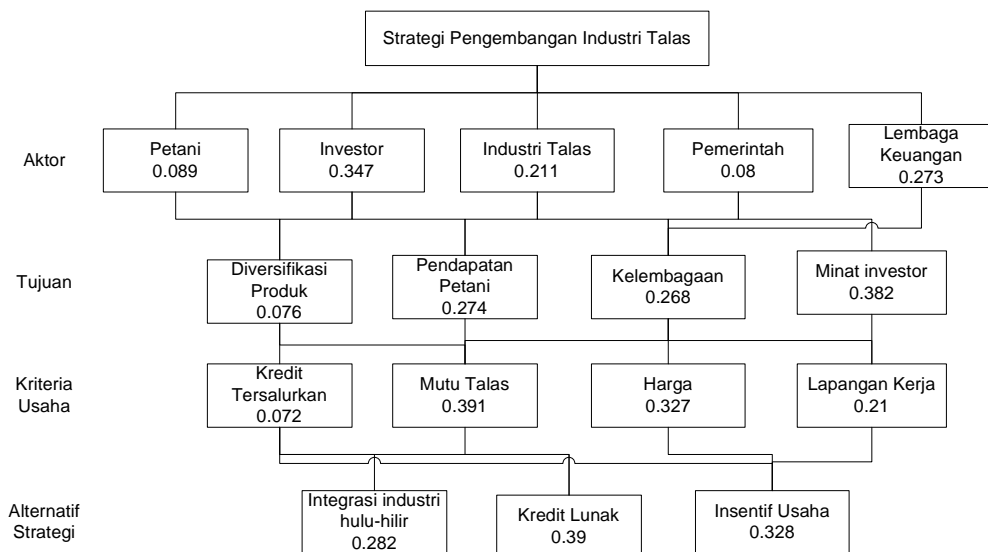 Strategi Pengembangan Industri Talas
Aktor
Petani
0.089
Investor
0.347
Industri Talas
0.211
Pemerintah
0.08
Lembaga
Keuangan
0.273
Tujuan
Diversifikasi
Produk
0.076
Pendapatan
Petani
0.274
Kelembagaan
0.268
Minat investor
0.382
Kriteria
Usaha
Kredit
Tersalurkan
0.072
Mutu Talas
0.391
Harga
0.327
Lapangan Kerja
0.21
Alternatif
Strategi
Integrasi industri
hulu-hilir
0.282
Kredit Lunak
0.39
Insentif Usaha
0.328